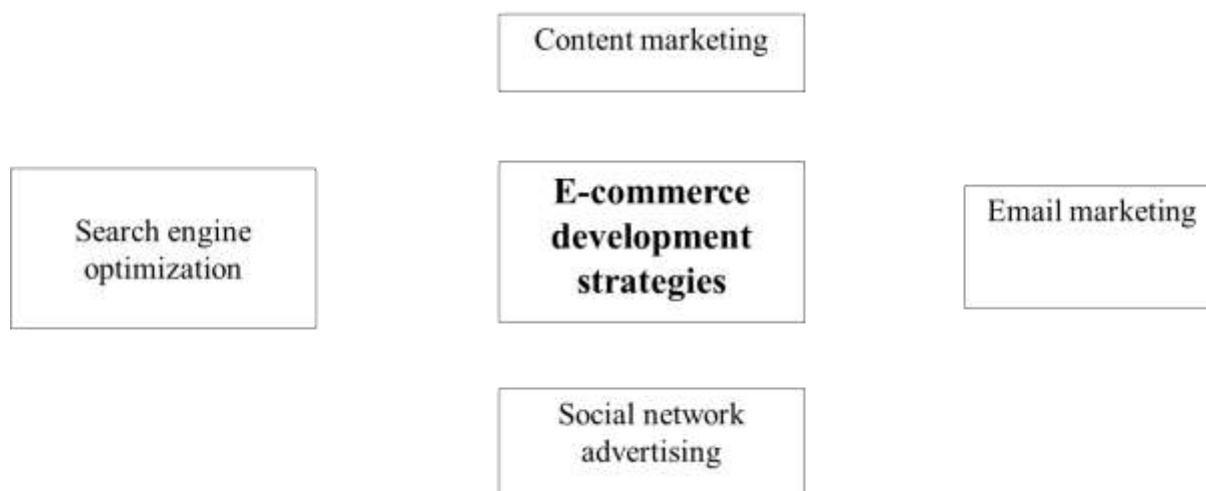 Content marketing
Search engine
optimization
E-commerce
development
strategies
Email marketing
Social network
advertising